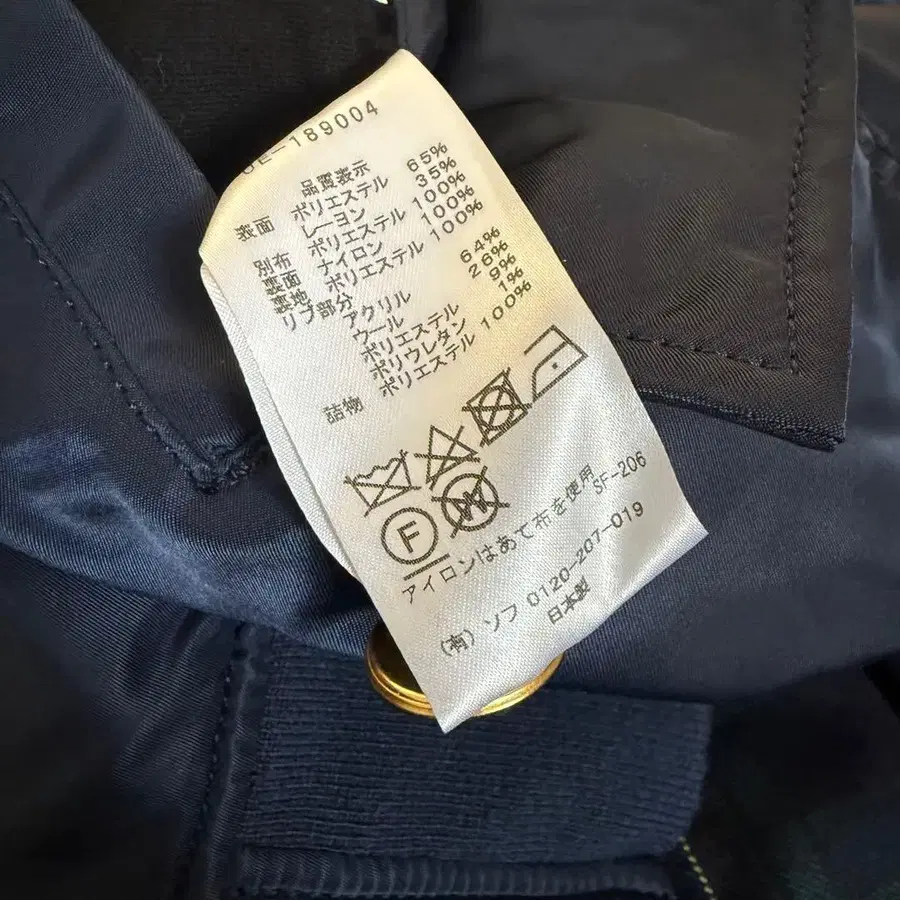 E-189004
品質表示
表面 ポリエステル 65%
レーヨン 35%
別布 ポリエステル 100%
裏面 ナイロン 100%
裏地 ポリエステル 100%
リブ部分
アクリル 64%
ウール 26%
ポリエステル 9%
ポリウレタン 1%
詰物 ポリエステル 100%
F W
アイロンはあて布を使用
SF-206
(有) ソフ 0120-207-019
日本製